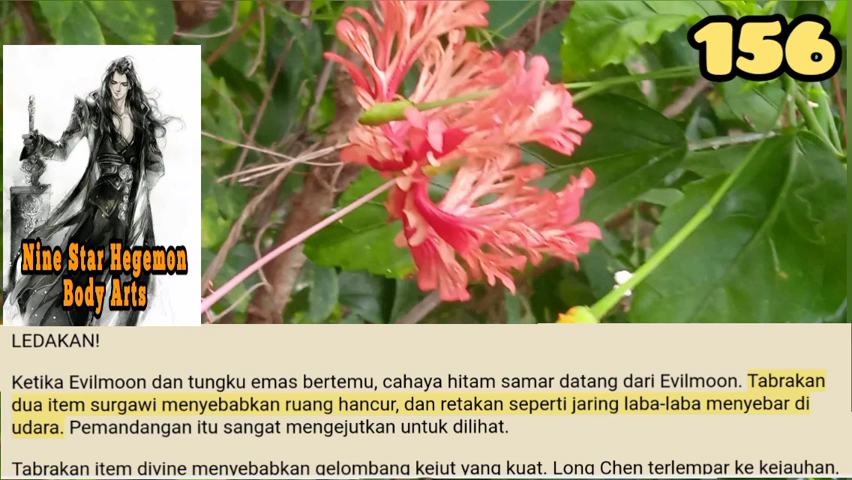 156
Nine Star Hegemon
Body Arts
LEDAKAN!
Ketika Evilmoon dan tungku emas bertemu, cahaya hitam samar datang dari Evilmoon. Tabrakan
dua item surgawi menyebabkan ruang hancur, dan retakan seperti jaring laba-laba menyebar di
udara. Pemandangan itu sangat mengejutkan untuk dilihat.
Tabrakan item divine menyebabkan gelombang kejut yang kuat. Long Chen terlempar ke kejauhan.